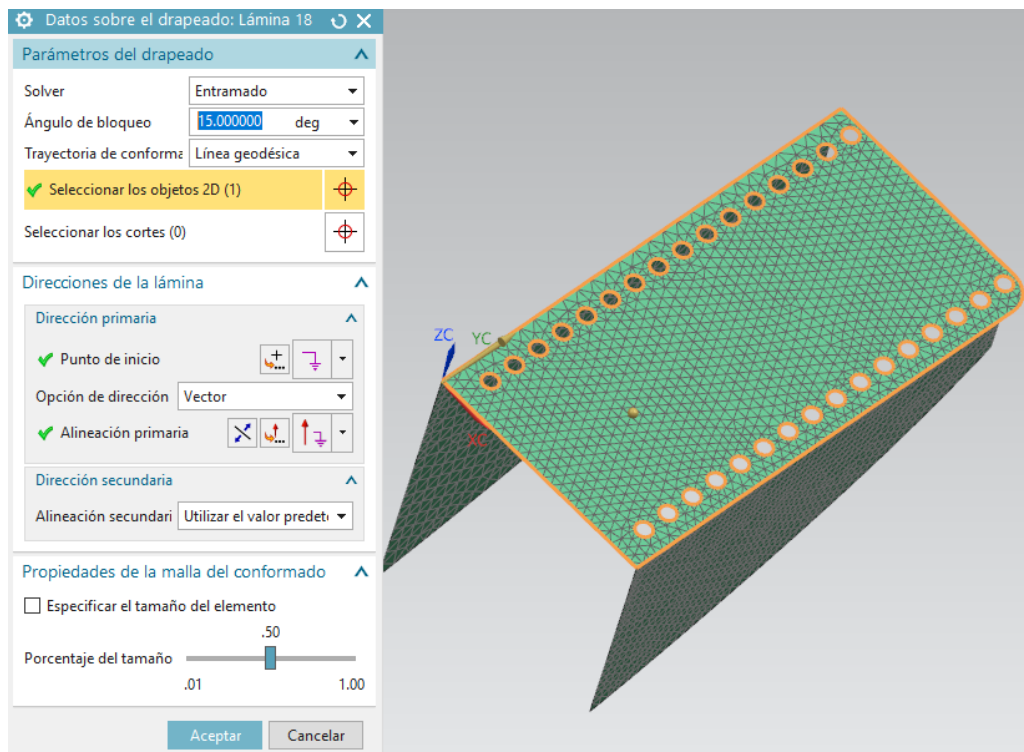 Datos sobre el drapeado: Lámina 18
Parámetros del drapeado
Solver Entramado
Ángulo de bloqueo 15.000000 deg
Trayectoria de conforma Línea geodésica
Seleccionar los objetos 2D (1)
Seleccionar los cortes (0)
Direcciones de la lámina
Dirección primaria
Punto de inicio
Opción de dirección Vector
Alineación primaria
Dirección secundaria
Alineación secundari Utilizar el valor predete
Propiedades de la malla del conformado
Especificar el tamaño del elemento
.50
Porcentaje del tamaño
.01 1.00
Aceptar Cancelar
ZC YC
XC